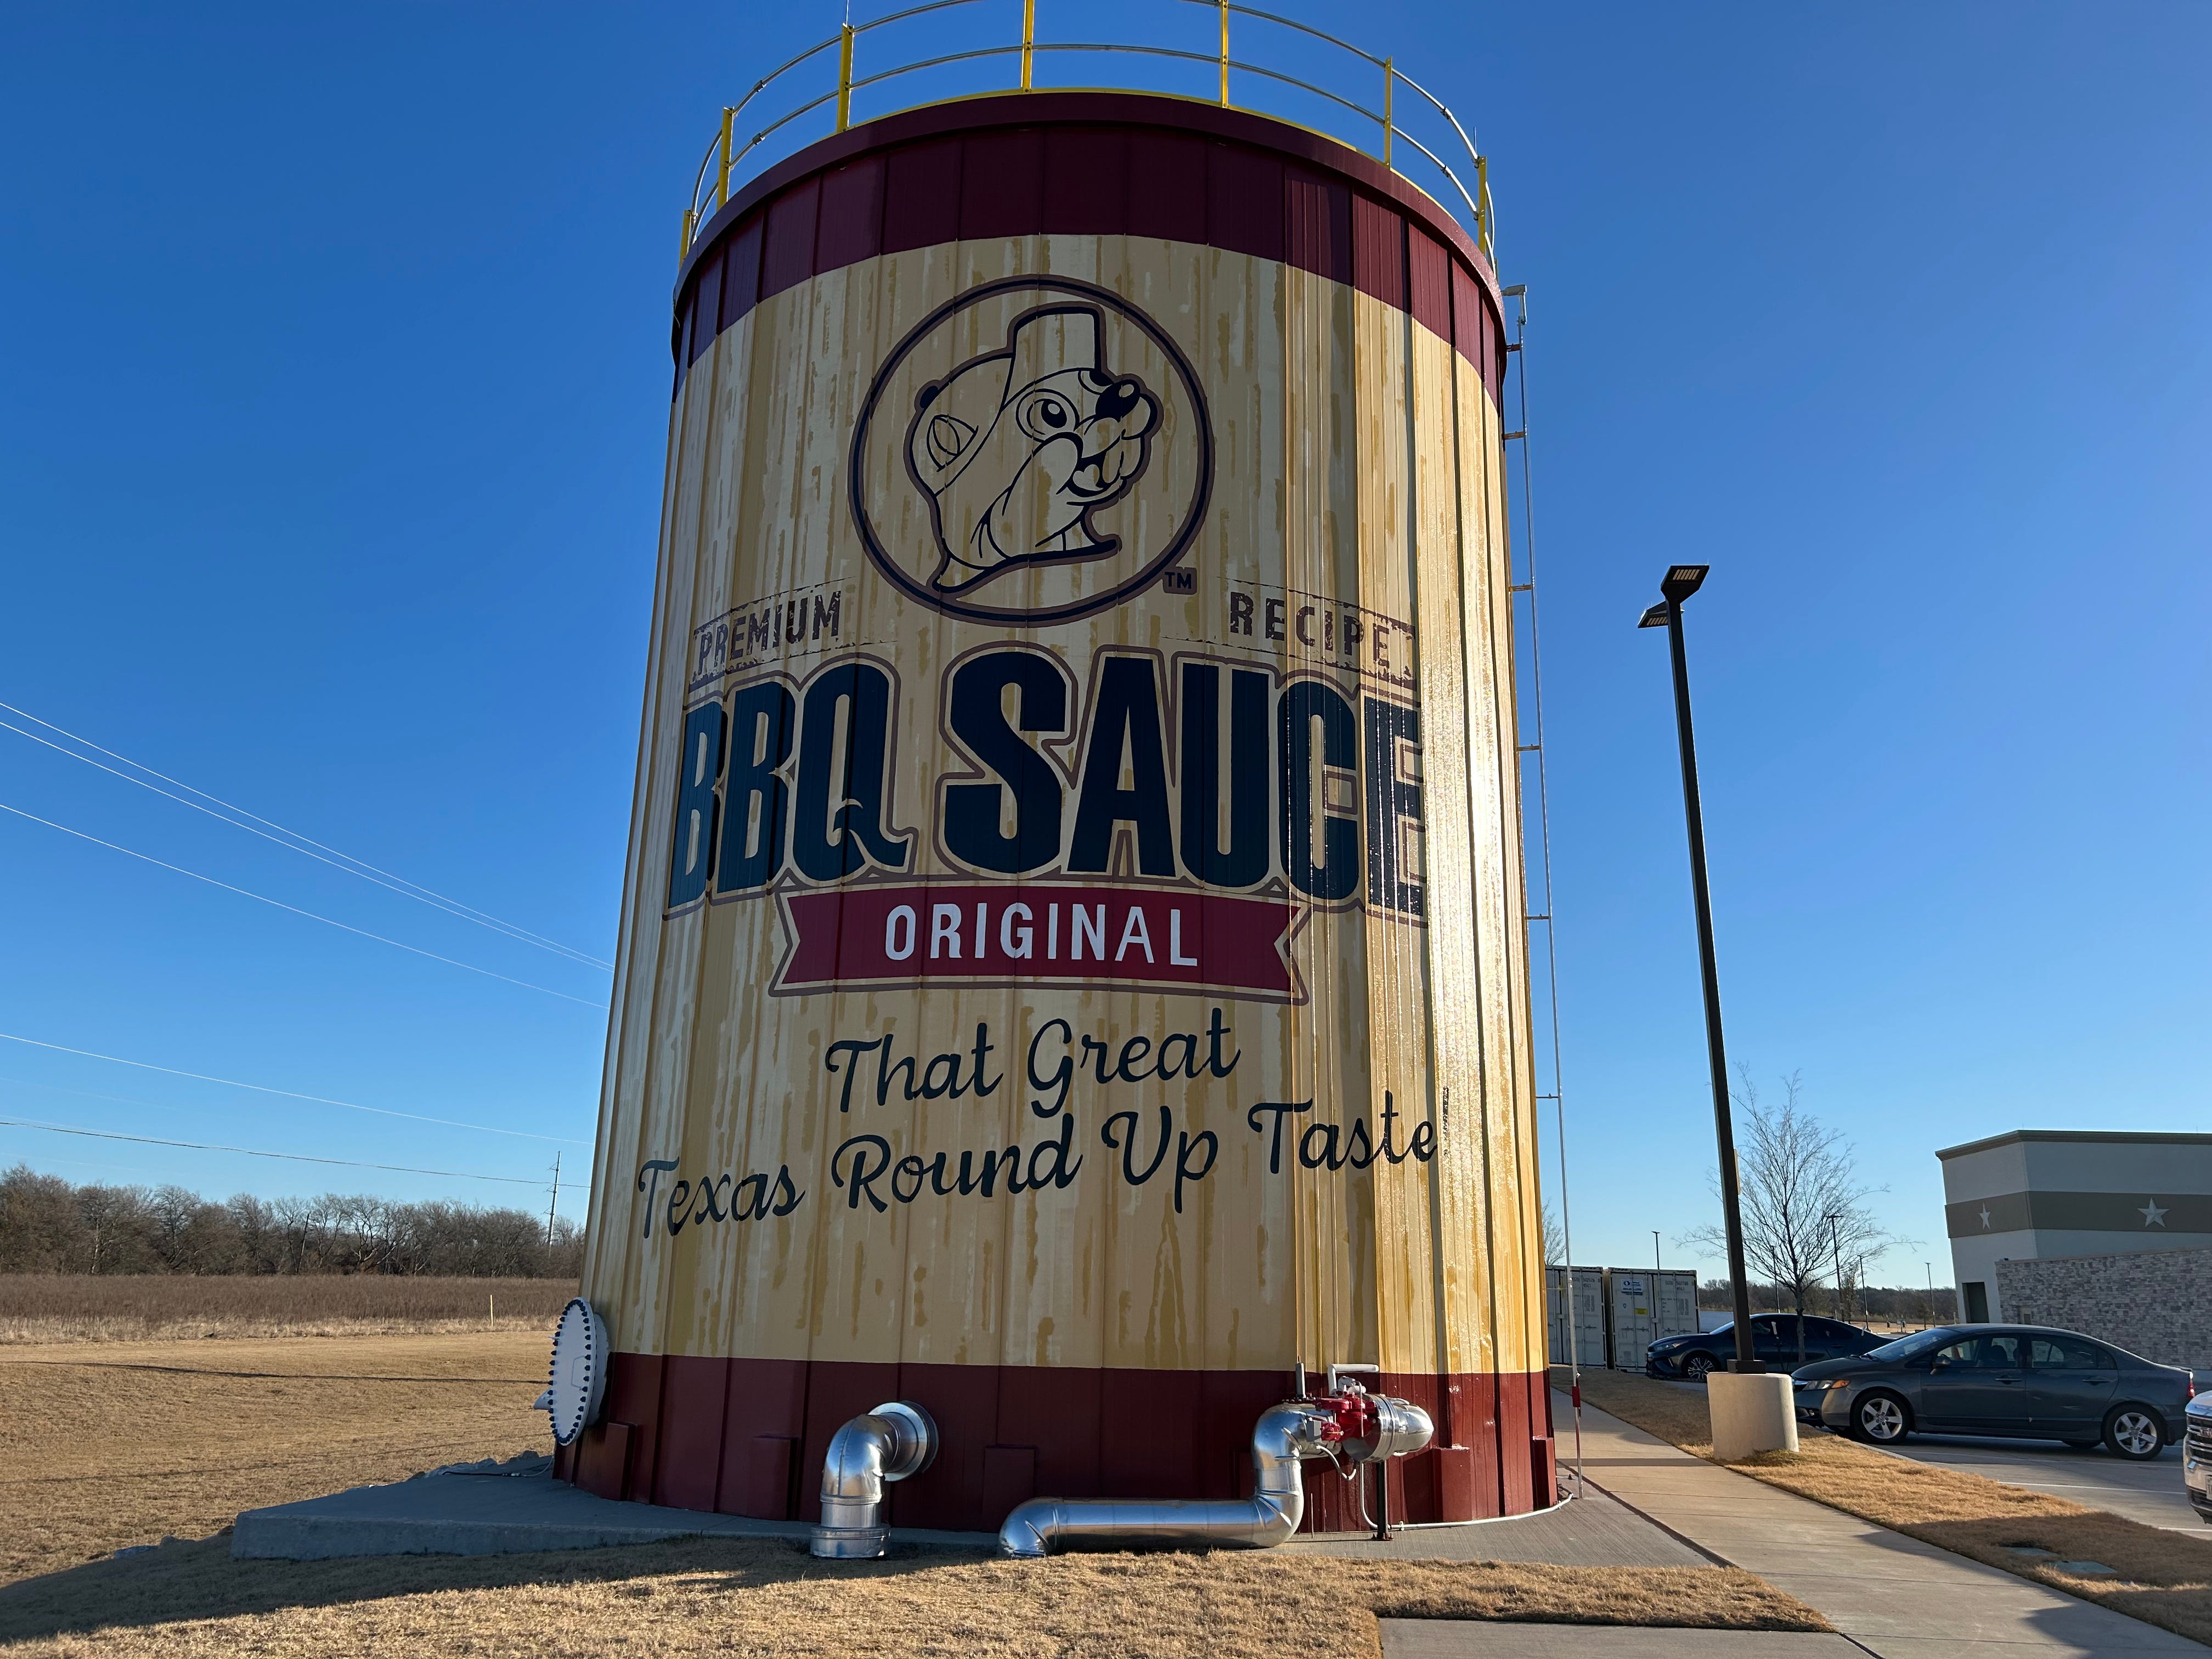 TM
PREMIUM RECIPE
BBQ SAUCE
ORIGINAL
That Great
Texas Round Up Taste